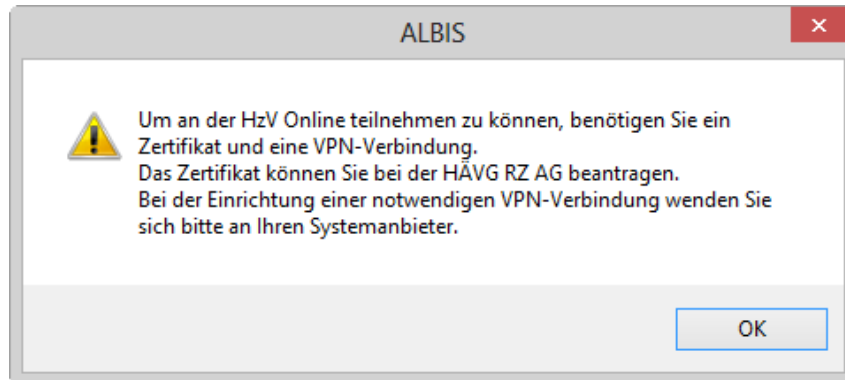 ALBIS
Um an der HzV Online teilnehmen zu können, benötigen Sie ein
Zertifikat und eine VPN-Verbindung.
Das Zertifikat können Sie bei der HÄVG RZ AG beantragen.
Bei der Einrichtung einer notwendigen VPN-Verbindung wenden Sie
sich bitte an Ihren Systemanbieter.
OK